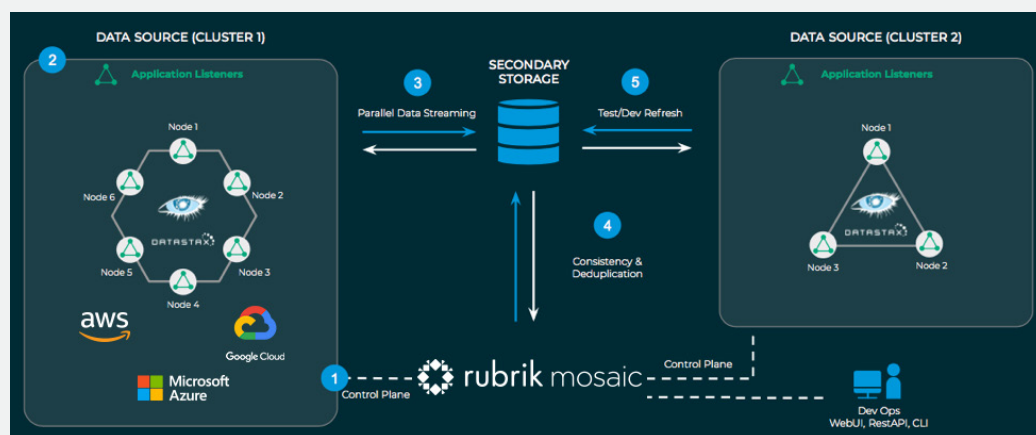 DATA SOURCE (CLUSTER 1)
2
Application Listeners
Node 1
Node 2
Node 3
Node 4
Node 5
Node 6
DATASTAX
aws
Google Cloud
Microsoft
Azure
3
Parallel Data Streaming
SECONDARY
STORAGE
5
Test/Dev Refresh
4
Consistency &
Deduplication
DATA SOURCE (CLUSTER 2)
Application Listeners
Node 1
Node 2
Node 3
DATASTAX
1
Control Plane
rubrik mosaic
Control Plane
Dev Ops
WebUI, RestAPI, CLI